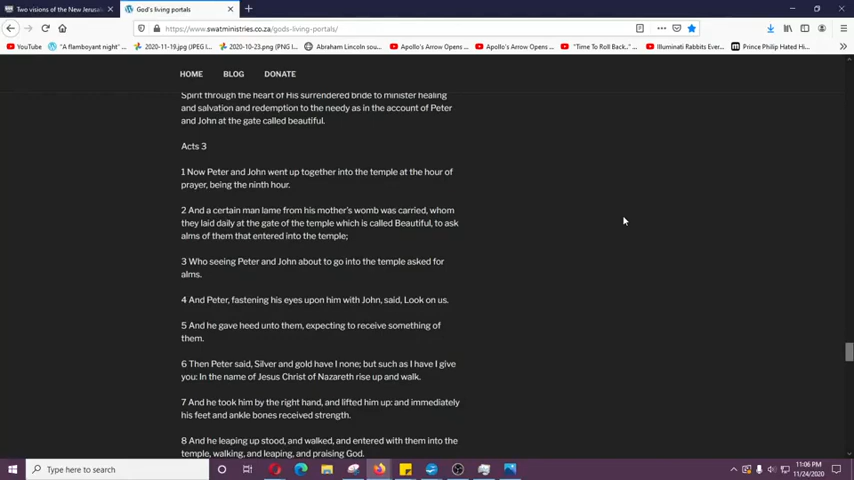 Two visions of the New Jerusal
God's living portals
https://www.swatministries.co.za/gods-living-portals/
YouTube
"A flamboyant night" ...
2020-11-19.jpg (JPEG I...
2020-10-23.png (PNG I...
Abraham Lincoln sou...
Apollo's Arrow Opens ...
Apollo's Arrow Opens ...
"Time To Roll Back.."...
Illuminati Rabbits Ever...
Prince Philip Hated Hi...
HOME BLOG DONATE
Spirit through the heart of His surrendered bride to minister healing
and salvation and redemption to the needy as in the account of Peter
and John at the gate called beautiful.
Acts 3
1 Now Peter and John went up together into the temple at the hour of
prayer, being the ninth hour.
2 And a certain man lame from his mother's womb was carried, whom
they laid daily at the gate of the temple which is called Beautiful, to ask
alms of them that entered into the temple;
3 Who seeing Peter and John about to go into the temple asked for
alms.
4 And Peter, fastening his eyes upon him with John, said, Look on us.
5 And he gave heed unto them, expecting to receive something of
them.
6 Then Peter said, Silver and gold have I none; but such as I have I give
you: In the name of Jesus Christ of Nazareth rise up and walk.
7 And he took him by the right hand, and lifted him up: and immediately
his feet and ankle bones received strength.
8 And he leaping up stood, and walked, and entered with them into the
temple, walking, and leaping, and praising God.
Type here to search
11:06 PM
11/24/2020